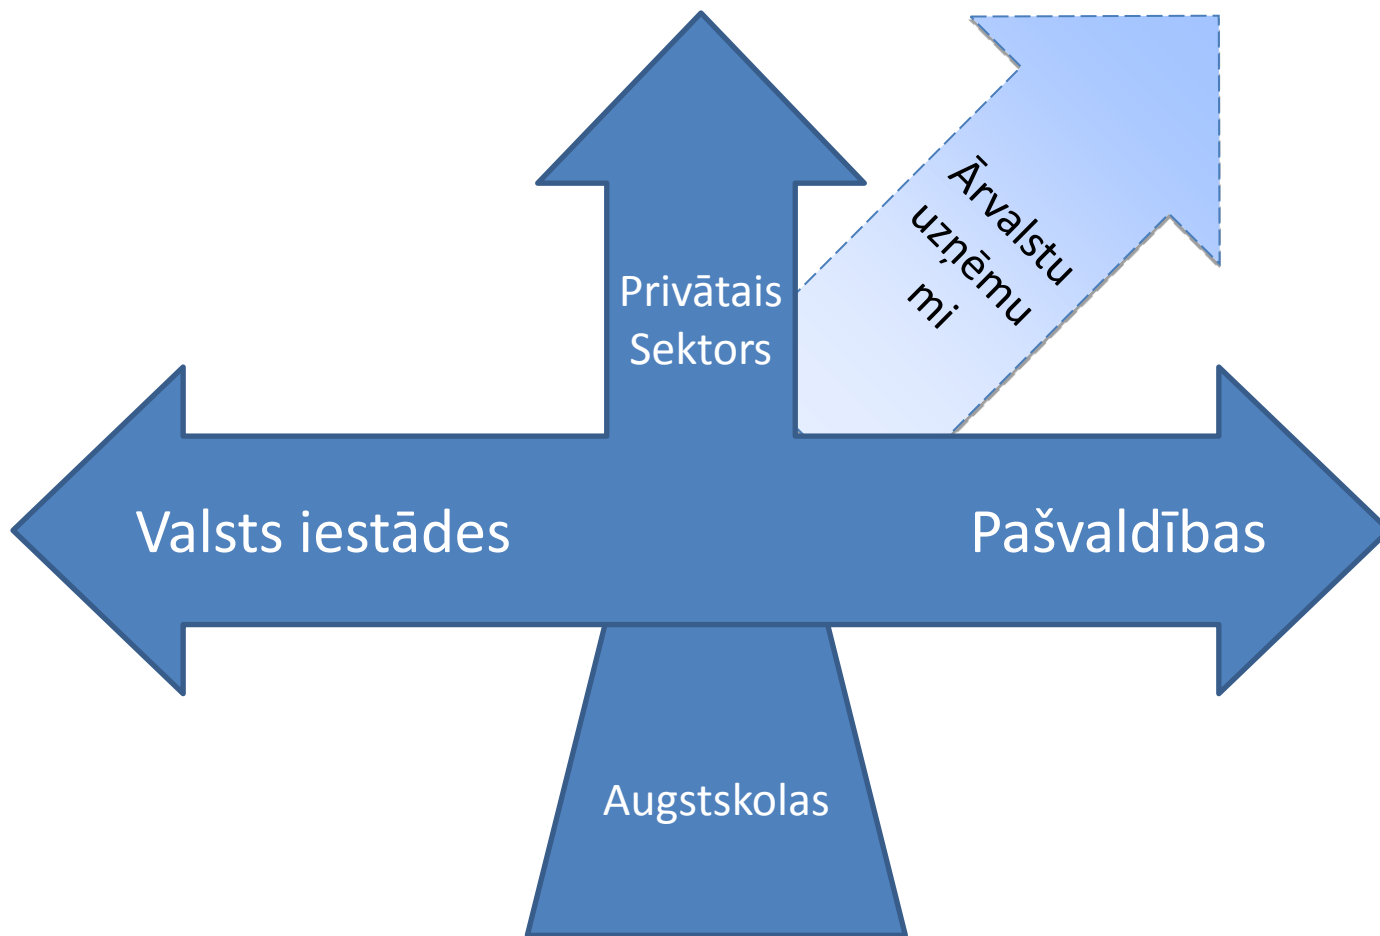 Ārvalstu
uzņēmu
mi
Privātais
Sektors
Valsts iestādes
Pašvaldības
Augstskolas